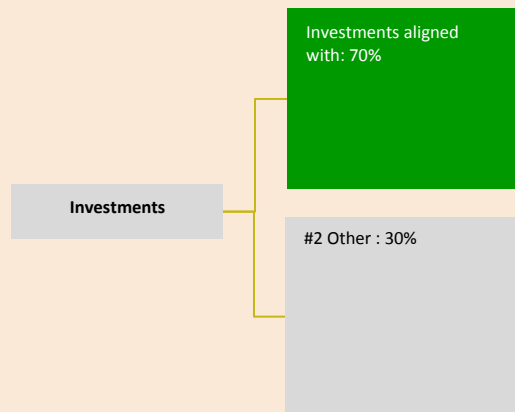 Investments aligned
with: 70%
Investments
#2 Other : 30%